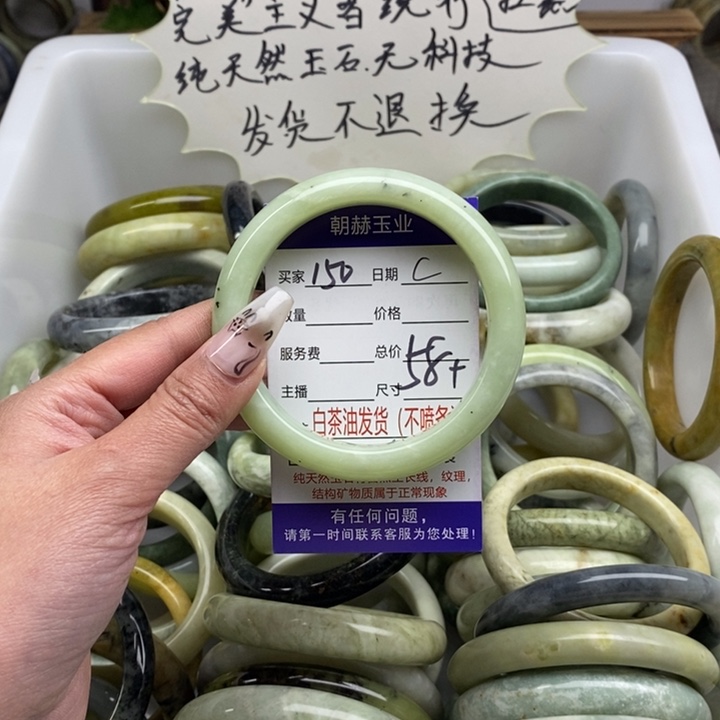 完美主义者绕行
纯天然玉石.无科技
发货不退换
朝赫玉业
买家 150 日期 C
数量 价格
服务费 总价
主播 尺寸 58+
白茶油发货(不喷
纹理,
结构矿物质属于正常现象
有任何问题,
请第一时间联系客服为您处理!